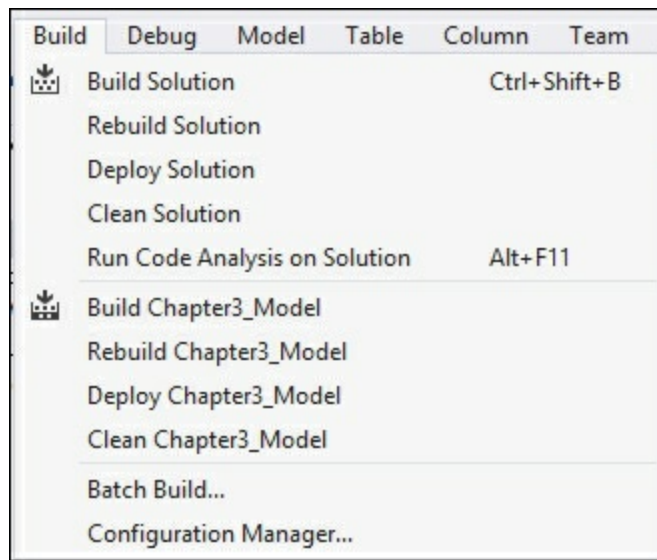 Build Debug Model Table Column Team
Build Solution Ctrl+Shift+B
Rebuild Solution
Deploy Solution
Clean Solution
Run Code Analysis on Solution Alt+F11
Build Chapter3_Model
Rebuild Chapter3_Model
Deploy Chapter3_Model
Clean Chapter3_Model
Batch Build...
Configuration Manager...